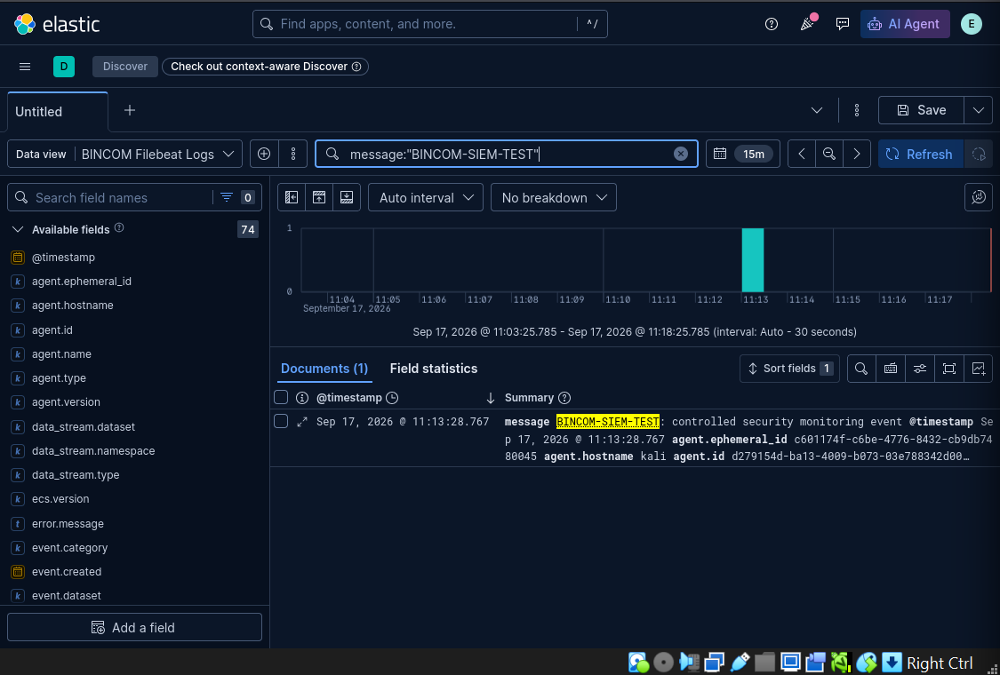 elastic
Find apps, content, and more.
^/
AI Agent
E
D
Discover
Check out context-aware Discover
Untitled
Save
Data view
BINCOM Filebeat Logs
message:"BINCOM-SIEM-TEST"
15m
Refresh
Search field names
0
Auto interval
No breakdown
Available fields
74
@timestamp
agent.ephemeral_id
agent.hostname
agent.id
agent.name
agent.type
agent.version
data_stream.dataset
data_stream.namespace
data_stream.type
ecs.version
error.message
event.category
event.created
event.dataset
Add a field
1
0
11:04 11:05 11:06 11:07 11:08 11:09 11:10 11:11 11:12 11:13 11:14 11:15 11:16 11:17
September 17, 2026
Sep 17, 2026 @ 11:03:25.785 - Sep 17, 2026 @ 11:18:25.785 (interval: Auto - 30 seconds)
Documents (1)
Field statistics
Sort fields 1
@timestamp
Summary
Sep 17, 2026 @ 11:13:28.767
message BINCOM-SIEM-TEST: controlled security monitoring event @timestamp Se
p 17, 2026 @ 11:13:28.767 agent.ephemeral_id c601174f-c6be-4776-8432-cb9db74
80045 agent.hostname kali agent.id d279154d-ba13-4009-b073-03e788342d00…
Right Ctrl